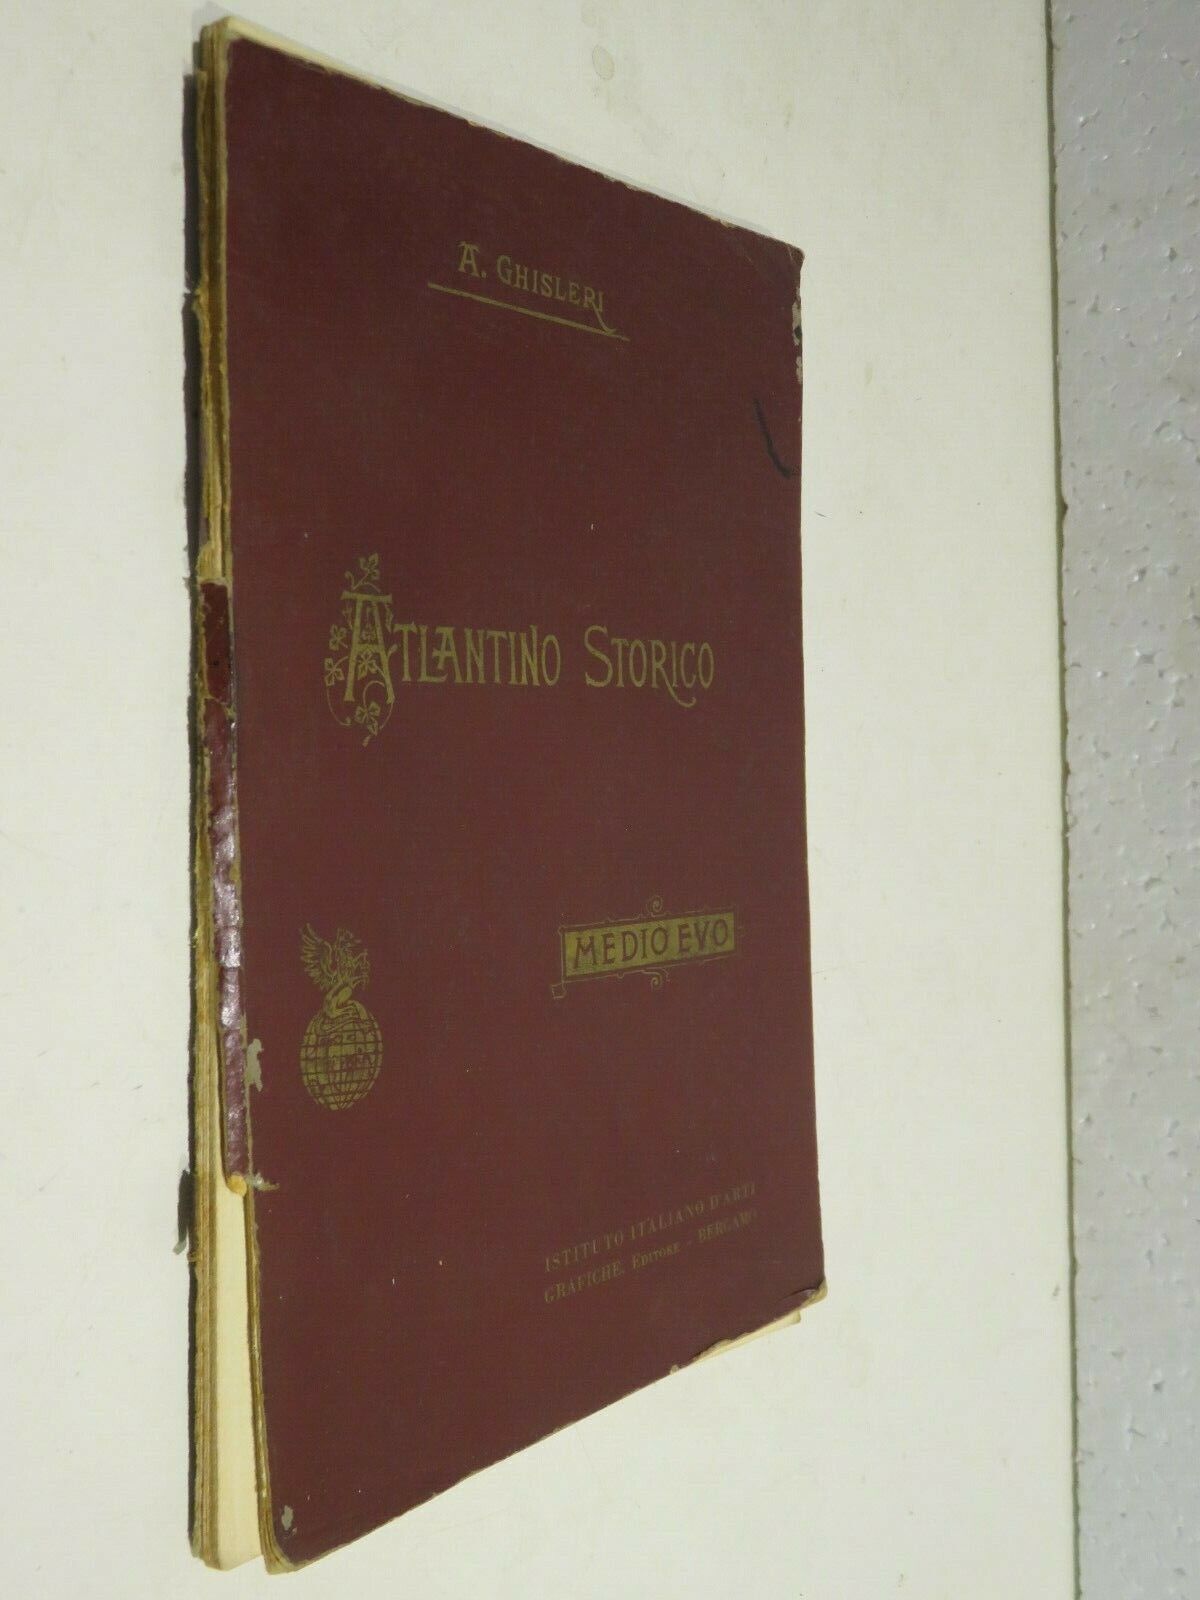 A. GHISLERI
ATLANTINO STORICO
MEDIO EVO
ISTITUTO ITALIANO D'ARTI
GRAFICHE, EDITORE - BERGAMO